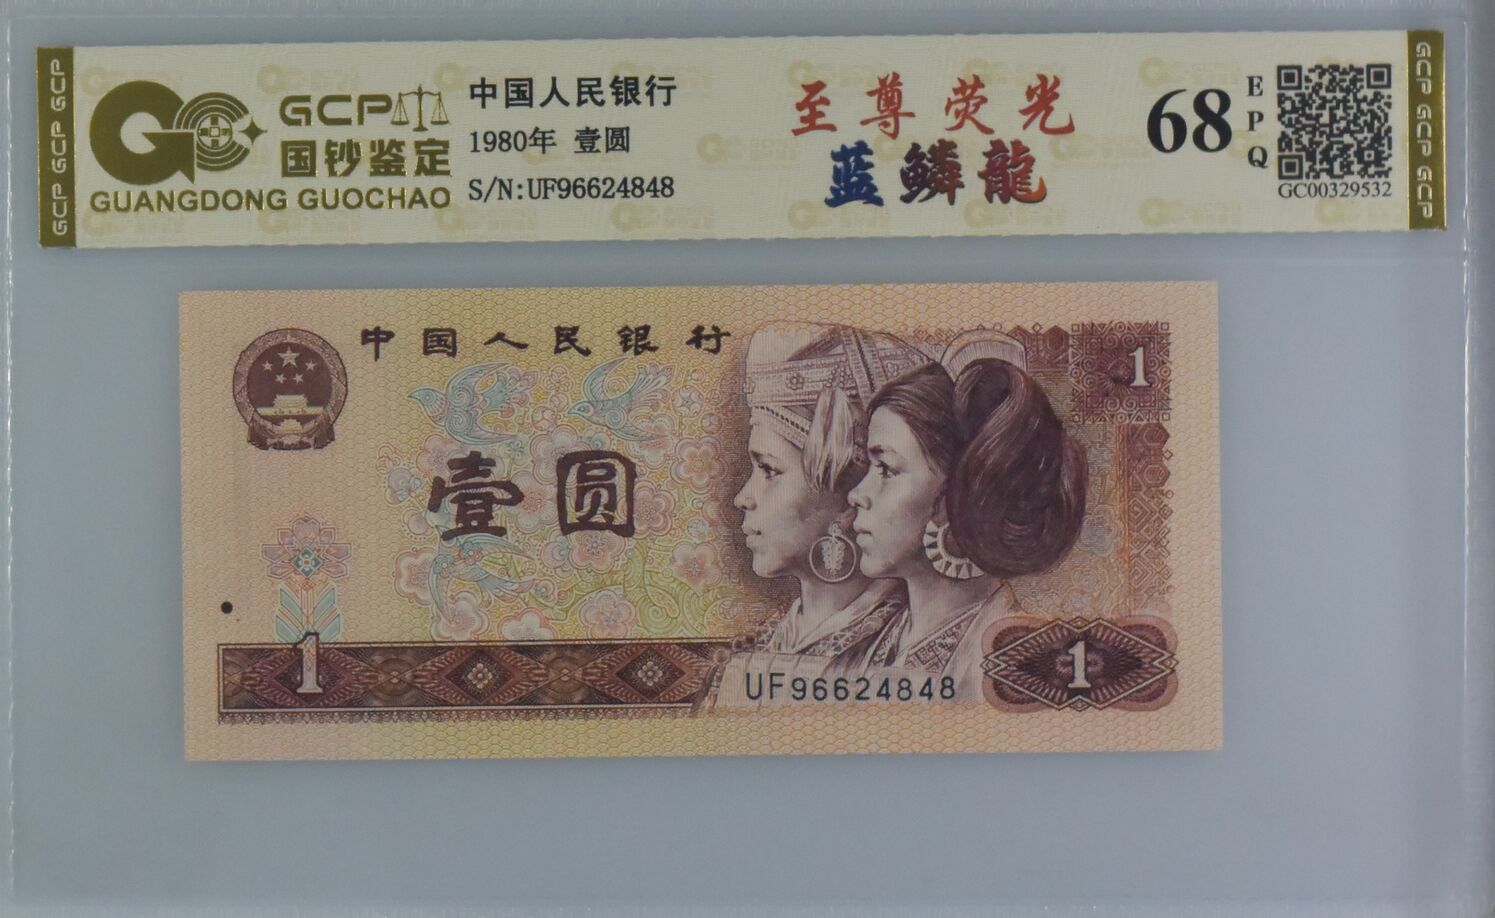 GCP GCP GCP
GCP
国钞鉴定
GUANGDONG GUOCHAO
中国人民银行
1980年 壹圆
S/N:UF96624848
至尊荧光
蓝鳞龍
68
EPQ
GC00329532
GCP GCP GCP
中国人民银行
1
壹圆
1
UF96624848
1